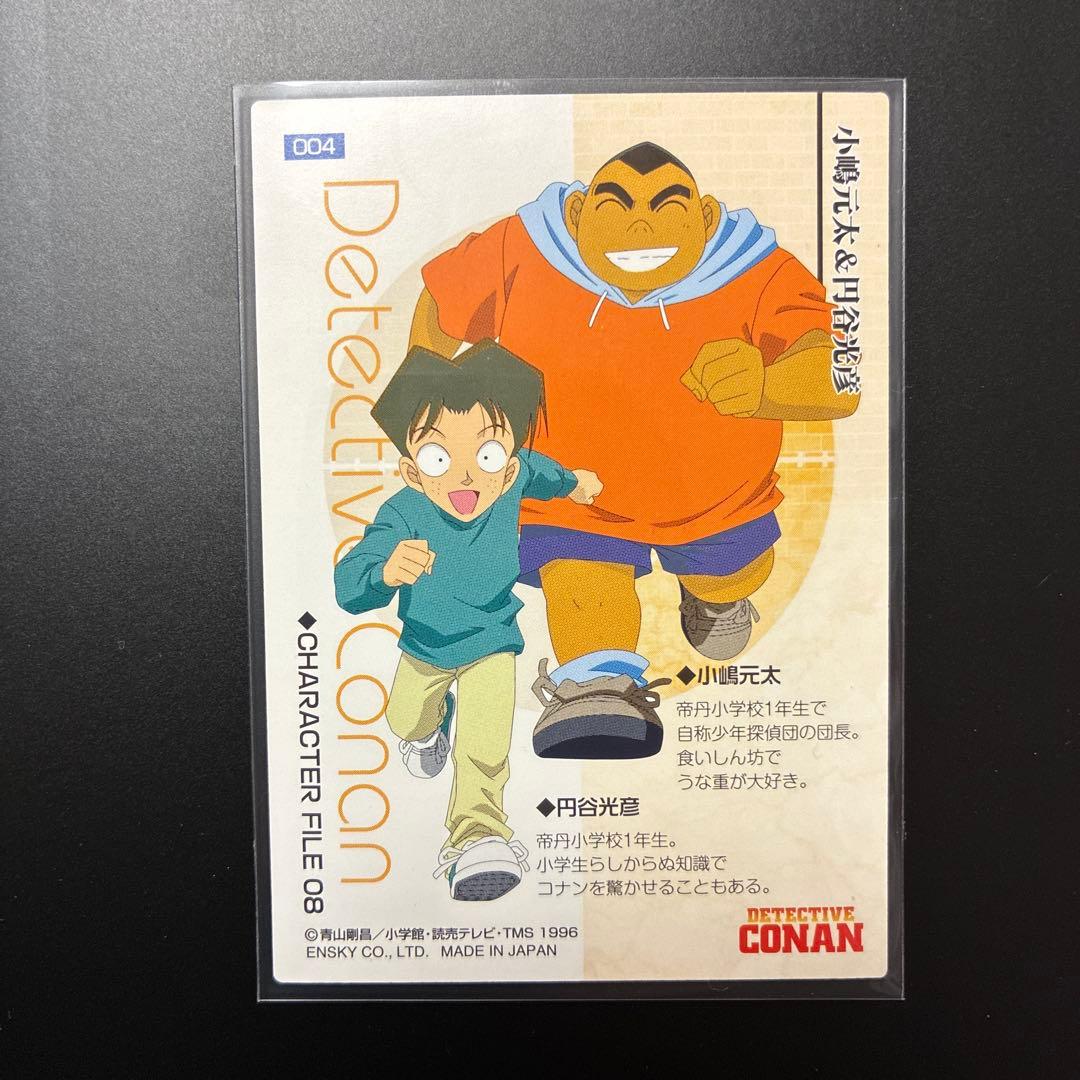 004
小嶋元太&円谷光彦
Detective Conan
◆CHARACTER FILE 08
◆小嶋元太
帝丹小学校1年生で
自称少年探偵団の団長。
食いしん坊で
うな重が大好き。
◆円谷光彦
帝丹小学校1年生。
小学生らしからぬ知識で
コナンを驚かせることもある。
DETECTIVE
CONAN
©青山剛昌/小学館・読売テレビ・TMS 1996
ENSKY CO., LTD. MADE IN JAPAN